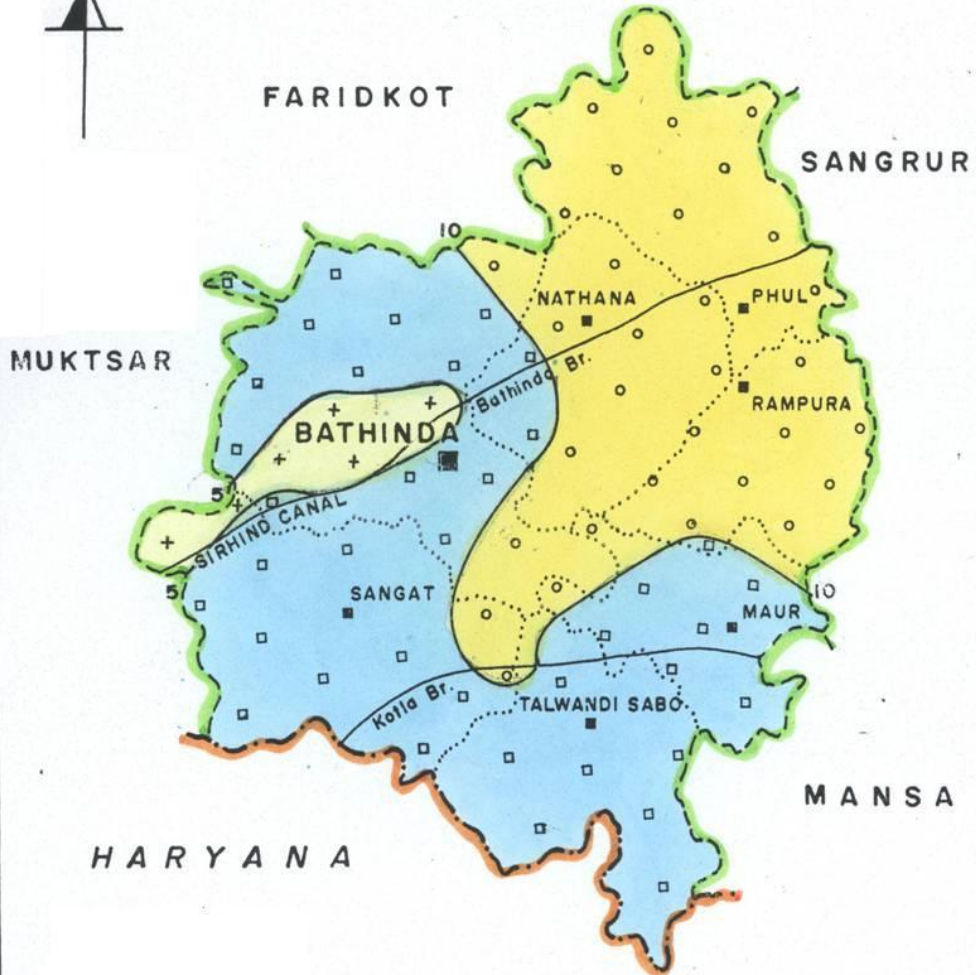 FARIDKOT
SANGRUR
10
NATHANA
PHUL
MUKTSAR
Bathinda Br.
RAMPURA
BATHINDA
5
SIRHIND CANAL
5
SANGAT
10
MAUR
Kotla Br.
TALWANDI SABO
MANSA
HARYANA